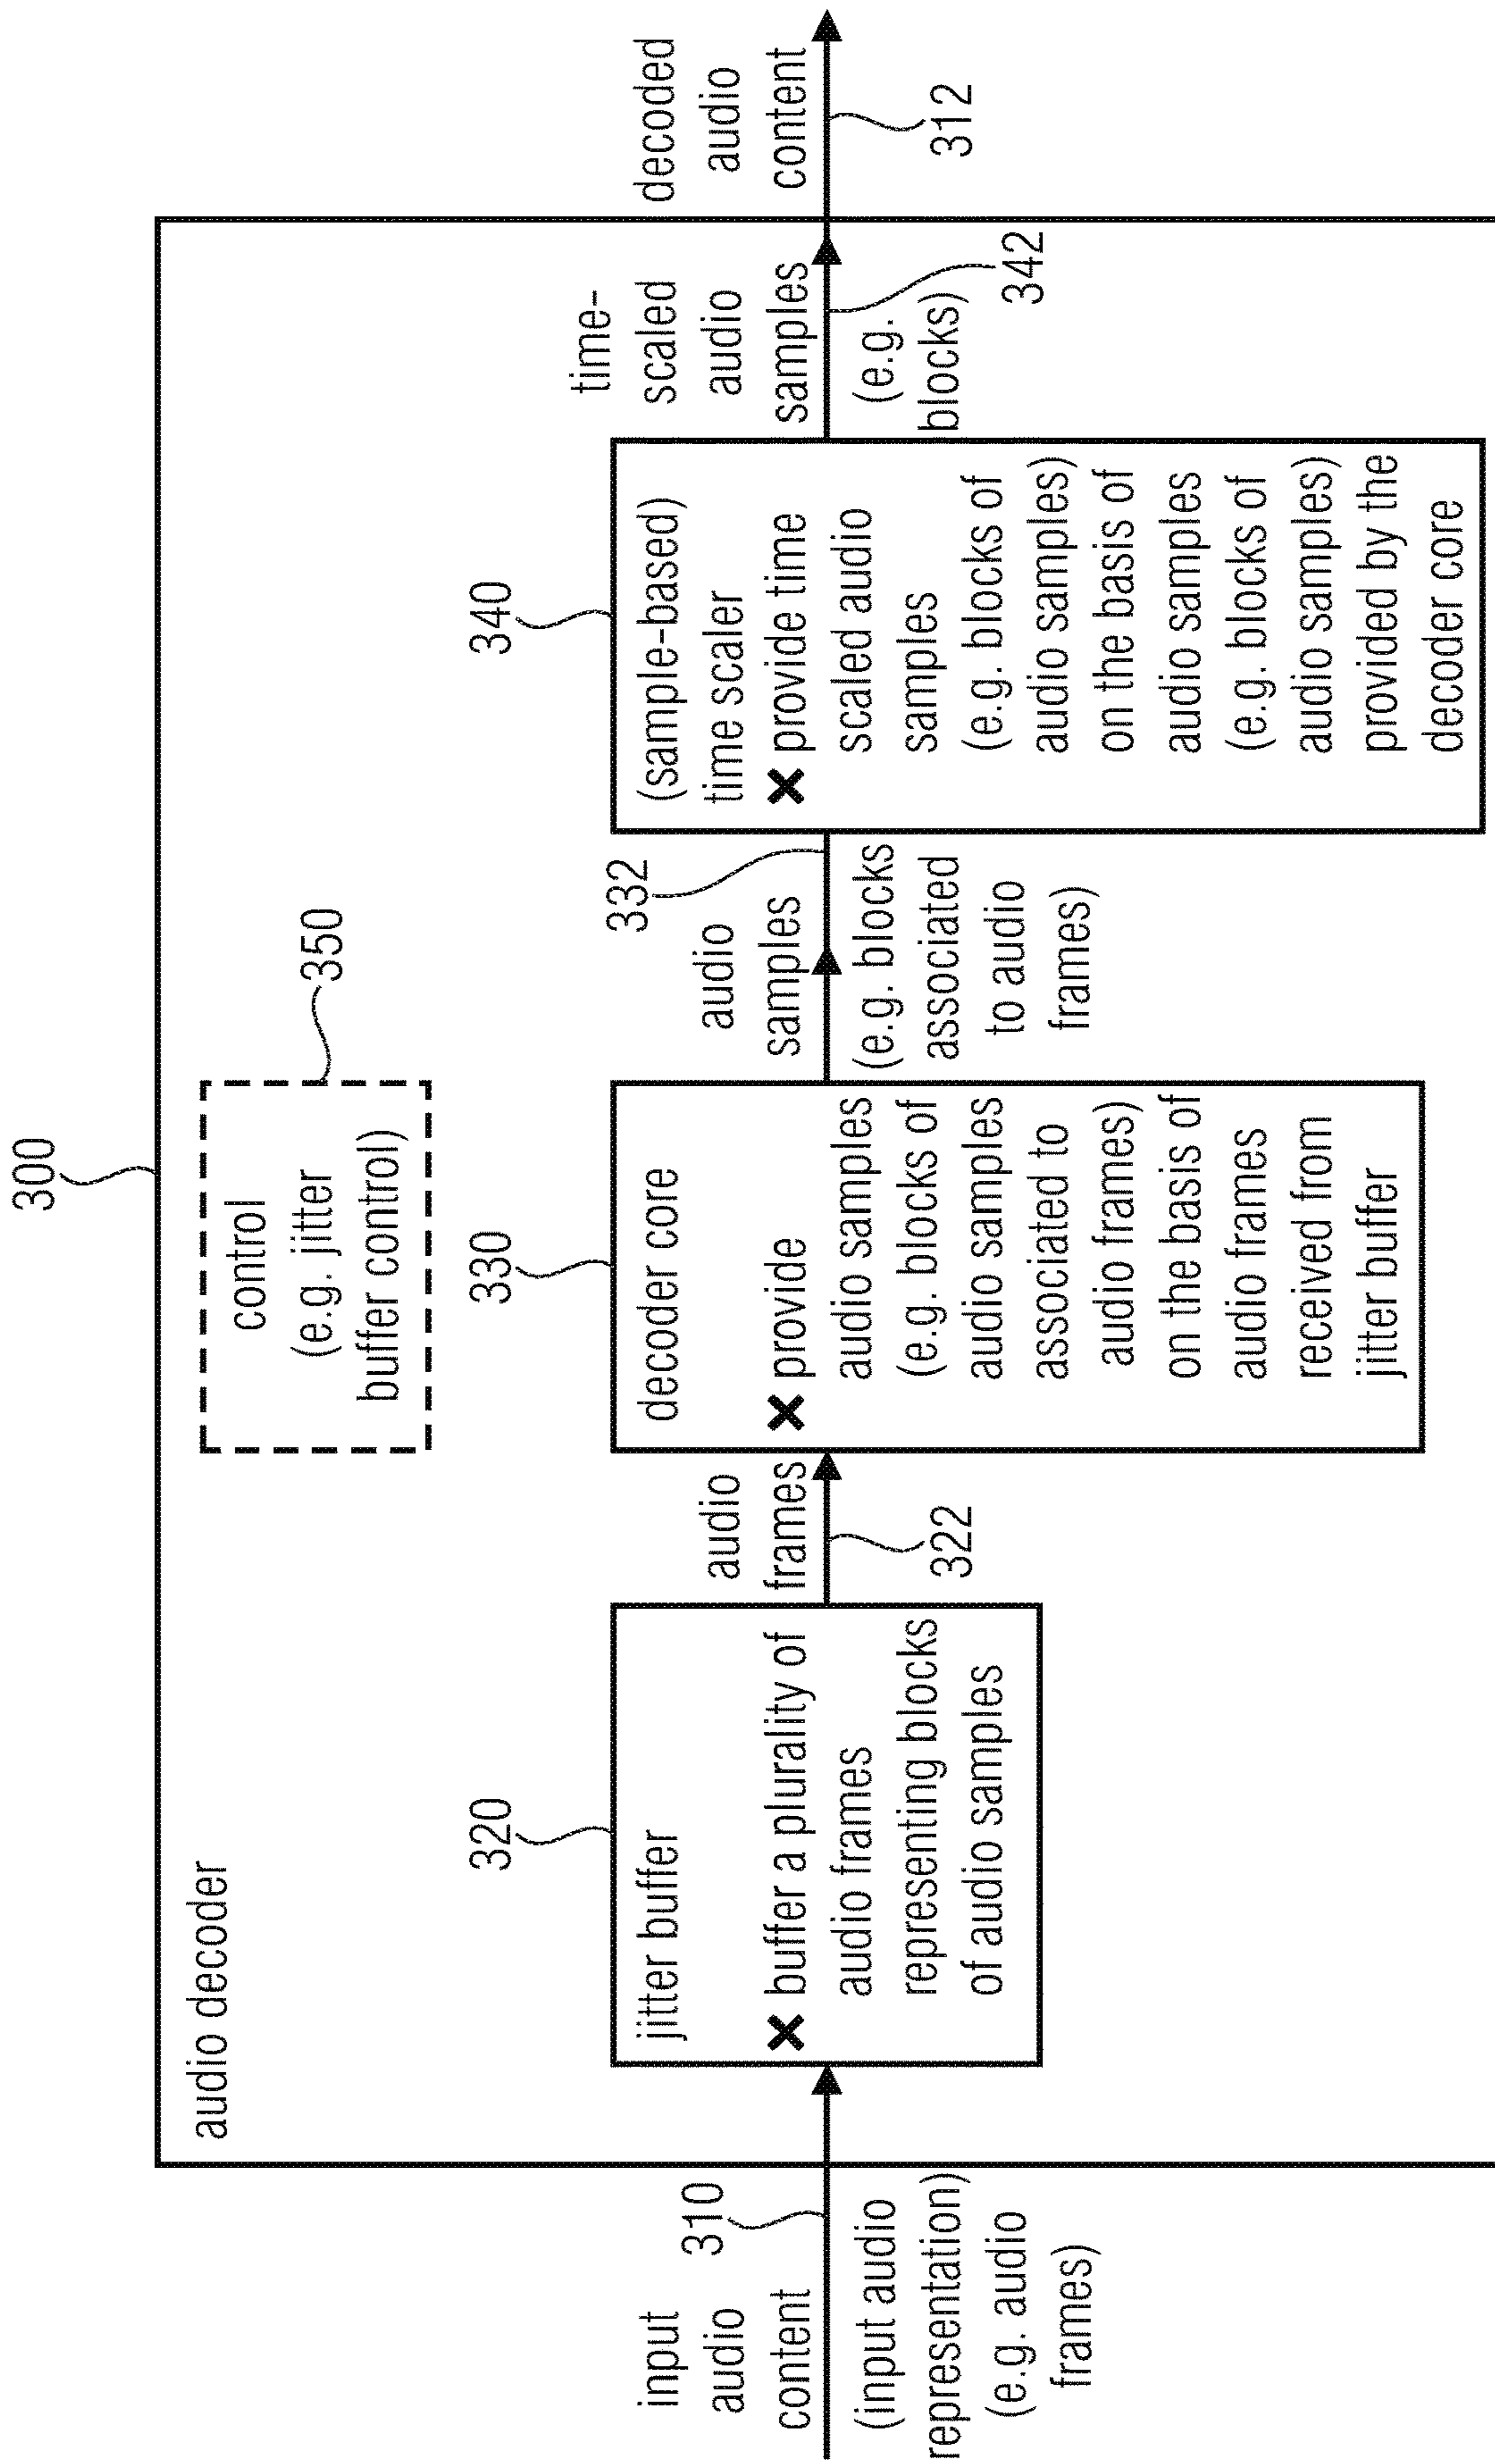 300
audio decoder
control
(e.g. jitter
buffer control)
350
input
audio
content
310
(input audio
representation)
(e.g. audio
frames)
320
jitter buffer
✖ buffer a plurality of
audio frames
representing blocks
of audio samples
audio
frames
322
330
decoder core
✖ provide
audio samples
(e.g. blocks of
audio samples
associated to
audio frames)
on the basis of
audio frames
received from
jitter buffer
audio
samples
332
(e.g. blocks
associated
to audio
frames)
340
(sample-based)
time scaler
✖ provide time
scaled audio
samples
(e.g. blocks of
audio samples)
on the basis of
audio samples
(e.g. blocks of
audio samples)
provided by the
decoder core
time-
scaled
audio
samples
(e.g.
blocks)
342
decoded
audio
content
312